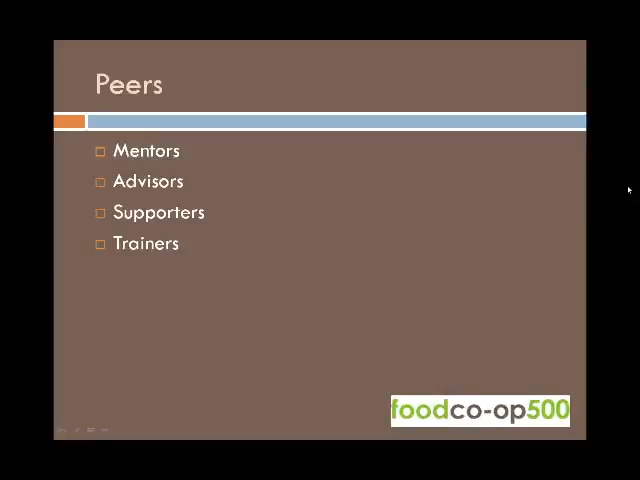 Peers
Mentors
Advisors
Supporters
Trainers
foodco-op500